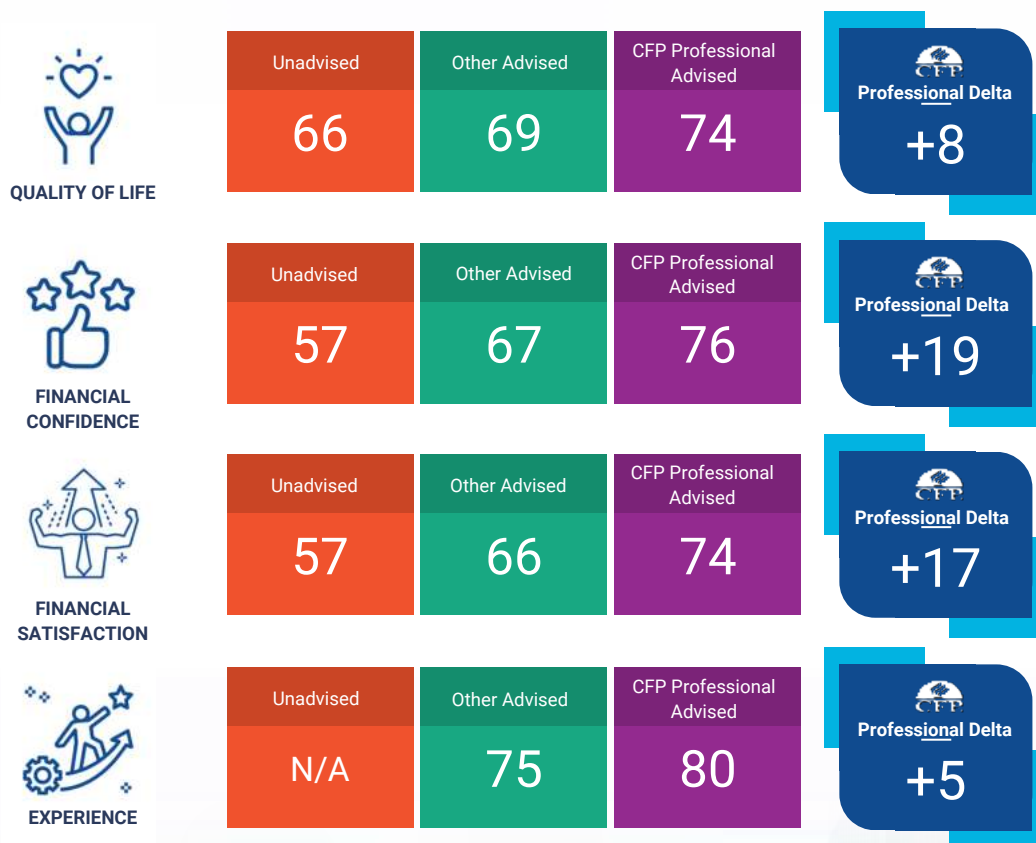 Unadvised
66
Other Advised
69
CFP Professional
Advised
74
CFP
Professional Delta
+8
QUALITY OF LIFE
Unadvised
57
Other Advised
67
CFP Professional
Advised
76
CFP
Professional Delta
+19
FINANCIAL
CONFIDENCE
Unadvised
57
Other Advised
66
CFP Professional
Advised
74
CFP
Professional Delta
+17
FINANCIAL
SATISFACTION
Unadvised
N/A
Other Advised
75
CFP Professional
Advised
80
CFP
Professional Delta
+5
EXPERIENCE